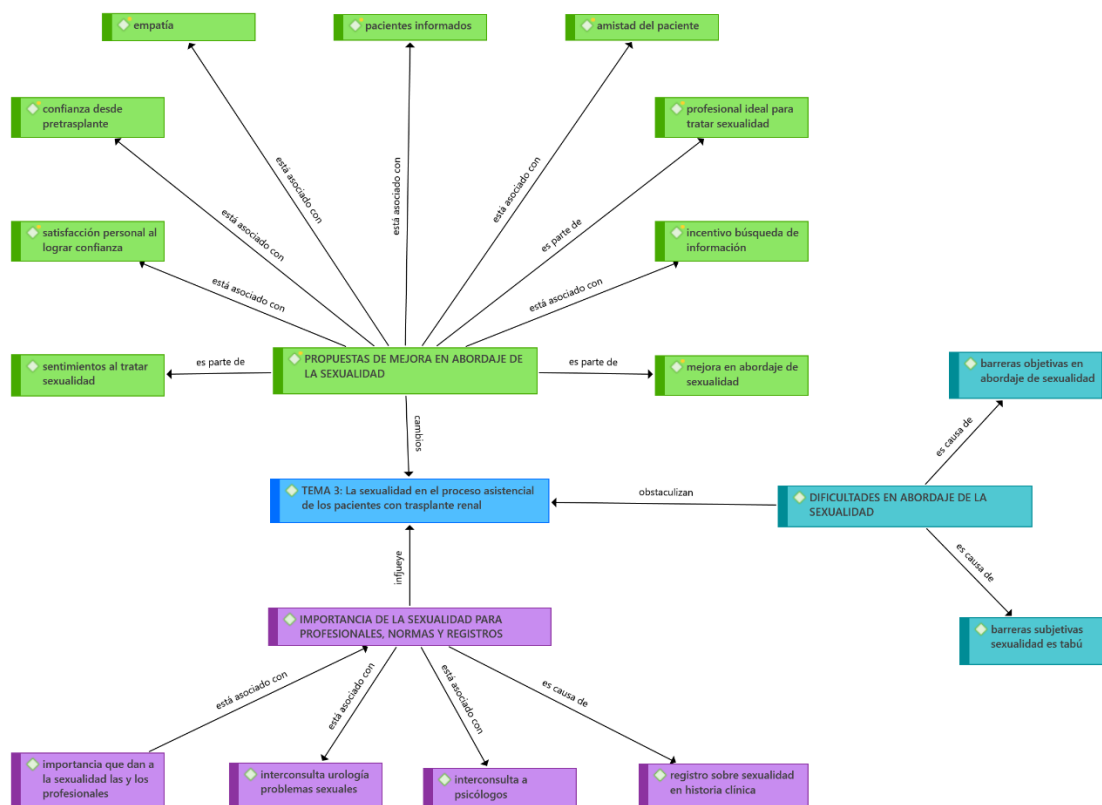 empatía
pacientes informados
amistad del paciente
confianza desde
pretasplante
profesional ideal para
tratar sexualidad
está asociado con
está asociado con
está asociado con
está asociado con
es parte de
satisfacción personal al
lograr confianza
incentivo búsqueda de
información
está asociado con
está asociado con
sentimientos al tratar
sexualidad
es parte de
PROPUESTAS DE MEJORA EN ABORDAJE DE
LA SEXUALIDAD
es parte de
mejora en abordaje de
sexualidad
barreras objetivas en
abordaje de sexualidad
cambios
es causa de
TEMA 3: La sexualidad en el proceso asistencial
de los pacientes con trasplante renal
obstaculizan
DIFICULTADES EN ABORDAJE DE LA
SEXUALIDAD
infjueye
es causa de
IMPORTANCIA DE LA SEXUALIDAD PARA
PROFESIONALES, NORMAS Y REGISTROS
barreras subjetivas
sexualidad es tabú
está asociado con
está asociado con
está asociado con
es causa de
importancia que dan a
la sexualidad las y los
profesionales
interconsulta urología
problemas sexuales
interconsulta a
psicólogos
registro sobre sexualidad
en historia clínica